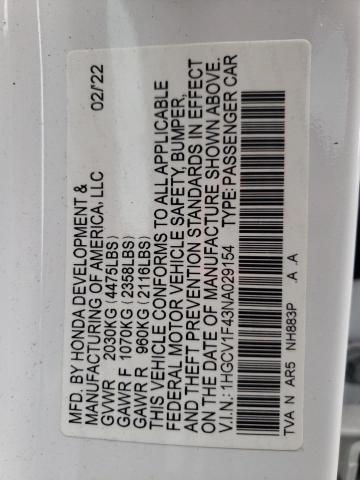 MFD. BY HONDA DEVELOPMENT & 02/22
MANUFACTURING OF AMERICA, LLC
GVWR 2030KG (4475LBS)
GAWR F 1070KG (2358LBS)
GAWR R 960KG (2116LBS)
THIS VEHICLE CONFORMS TO ALL APPLICABLE
FEDERAL MOTOR VEHICLE SAFETY, BUMPER,
AND THEFT PREVENTION STANDARDS IN EFFECT
ON THE DATE OF MANUFACTURE SHOWN ABOVE.
V.I.N.: 1HGCV1F43NA029154 TYPE: PASSENGER CAR
TVA N AR5 NH883P .A .A